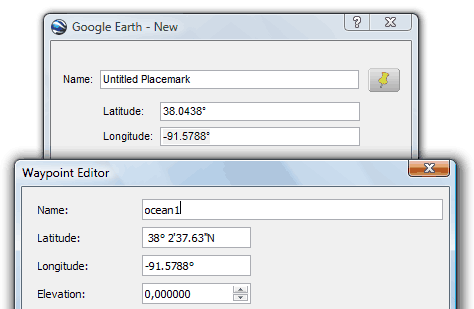 Google Earth - New
Name: Untitled Placemark
Latitude: 38.0438°
Longitude: -91.5788°
Waypoint Editor
Name: ocean1
Latitude: 38° 2'37.63"N
Longitude: -91.5788°
Elevation: 0,000000